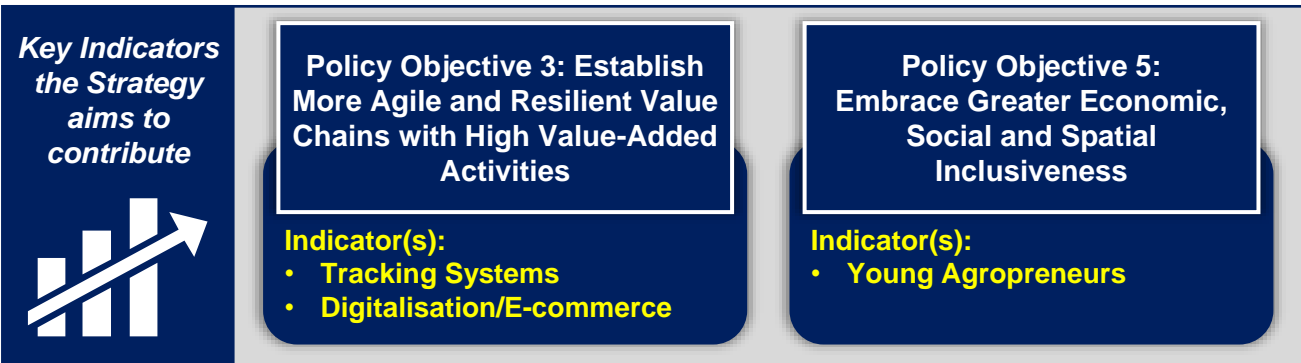 Key Indicators
the Strategy
aims to
contribute
Policy Objective 3: Establish
More Agile and Resilient Value
Chains with High Value-Added
Activities
Indicator(s):
• Tracking Systems
• Digitalisation/E-commerce
Policy Objective 5:
Embrace Greater Economic,
Social and Spatial
Inclusiveness
Indicator(s):
• Young Agropreneurs